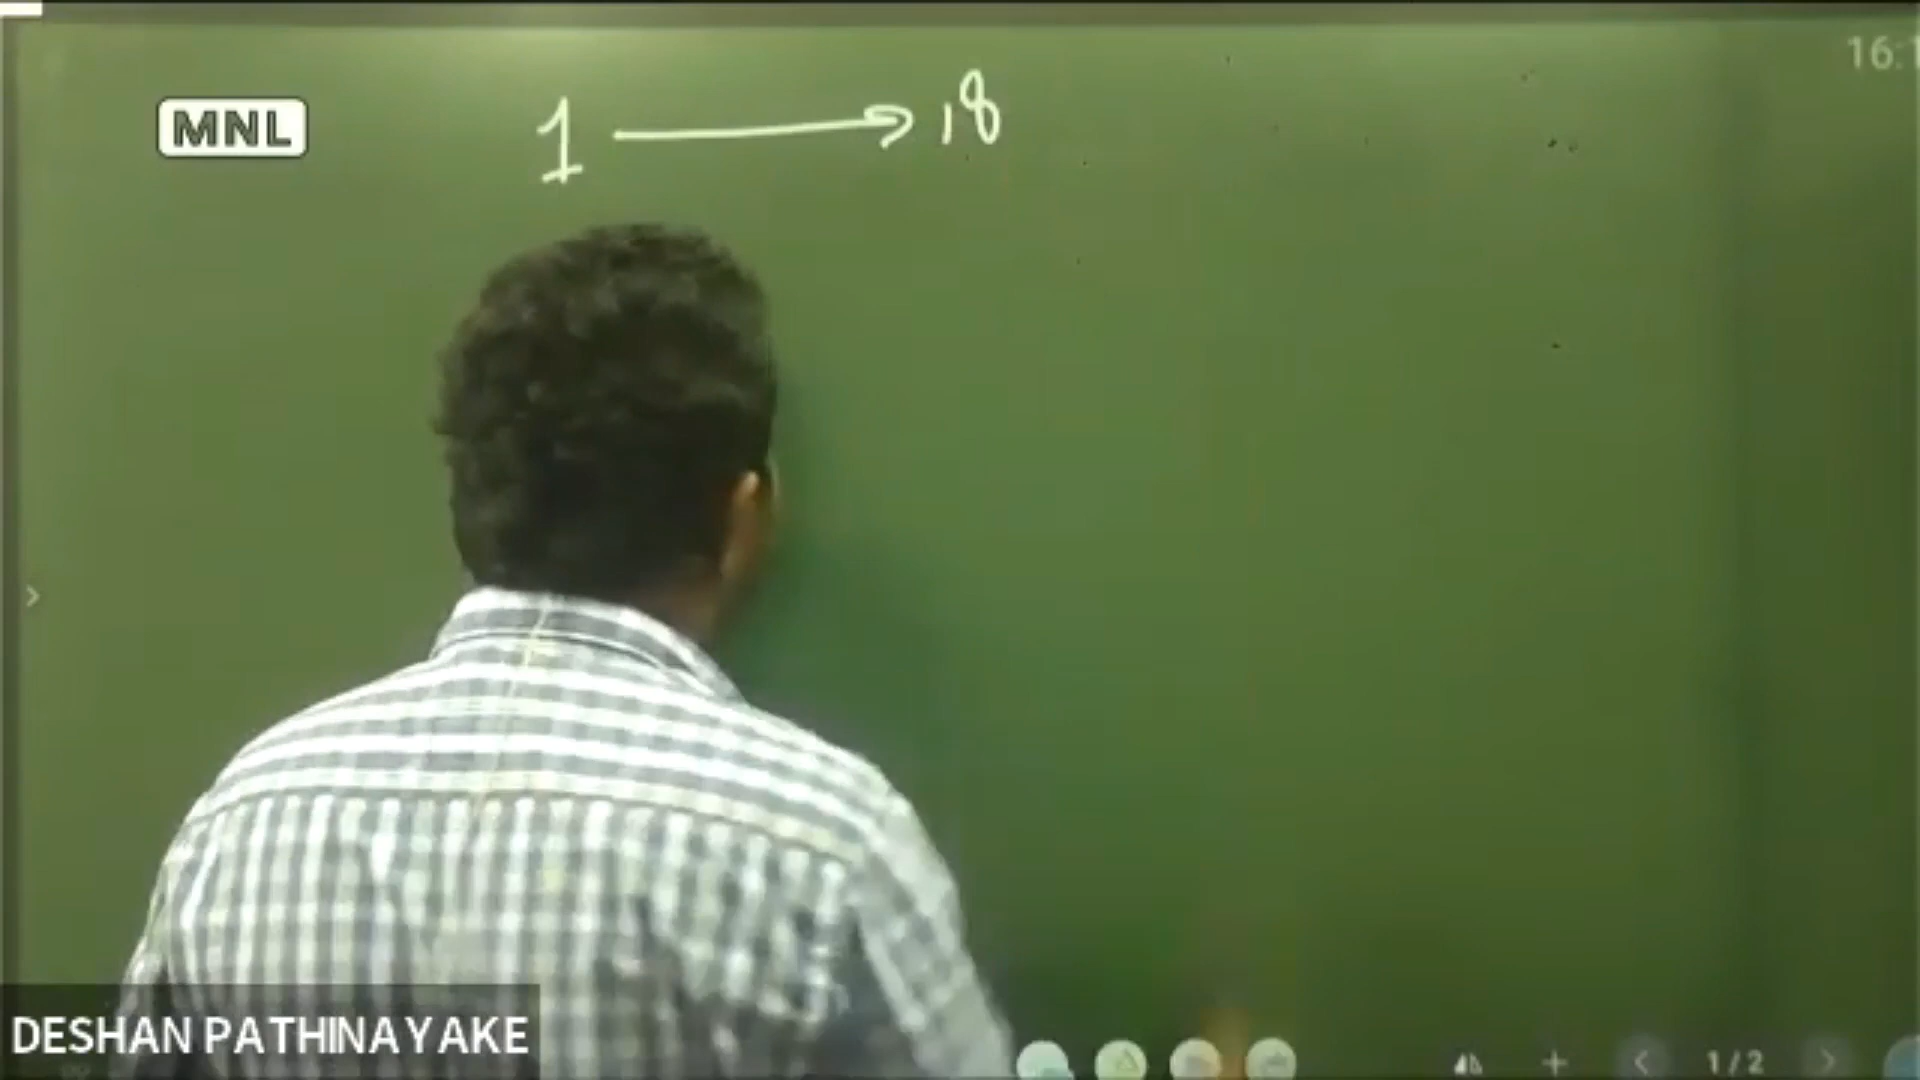 16:1
MNL
1 → 18
DESHAN PATHINAYAKE
1/2